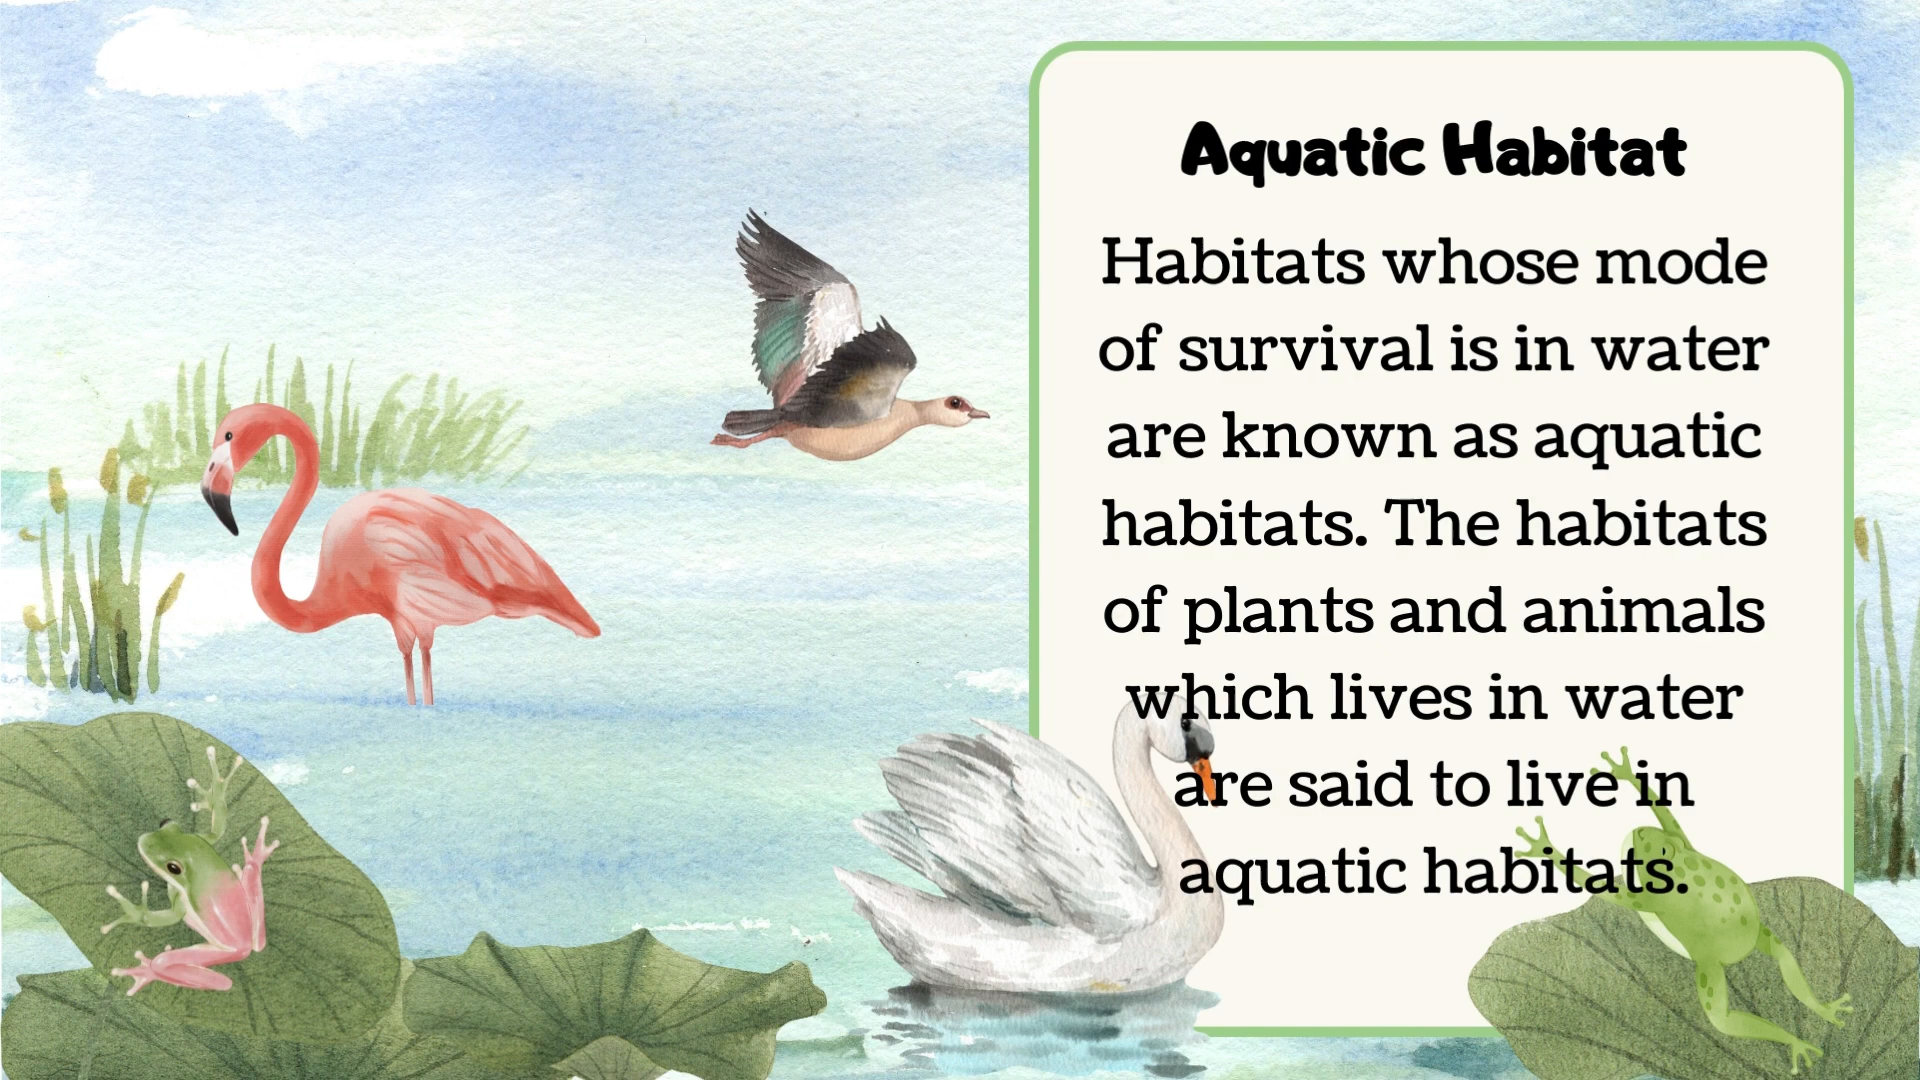 Aquatic Habitat
Habitats whose mode
of survival is in water
are known as aquatic
habitats. The habitats
of plants and animals
which lives in water
are said to live in
aquatic habitats.